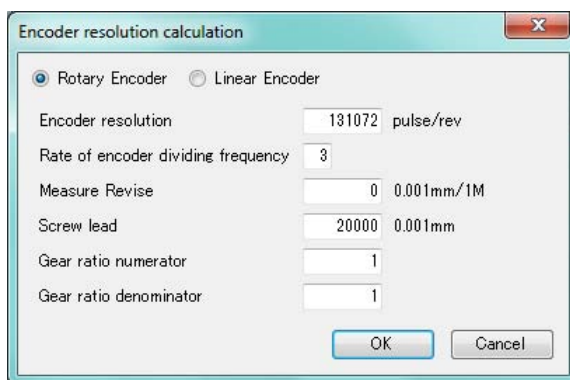 Encoder resolution calculation
Rotary Encoder Linear Encoder
Encoder resolution 131072 pulse/rev
Rate of encoder dividing frequency 3
Measure Revise 0 0.001mm/1M
Screw lead 20000 0.001mm
Gear ratio numerator 1
Gear ratio denominator 1
OK Cancel